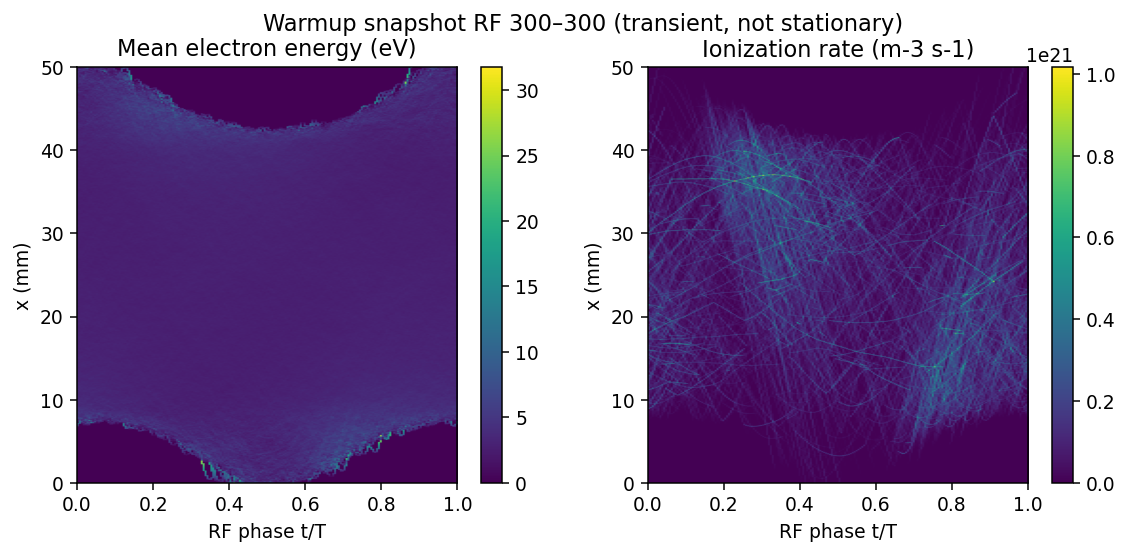 Warmup snapshot RF 300–300 (transient, not stationary)
Mean electron energy (eV)
50
40
30
20
10
0
x (mm)
0.0 0.2 0.4 0.6 0.8 1.0
RF phase t/T
30
25
20
15
10
5
0
Ionization rate (m-3 s-1)
50
40
30
20
10
0
x (mm)
0.0 0.2 0.4 0.6 0.8 1.0
RF phase t/T
1e21
1.0
0.8
0.6
0.4
0.2
0.0